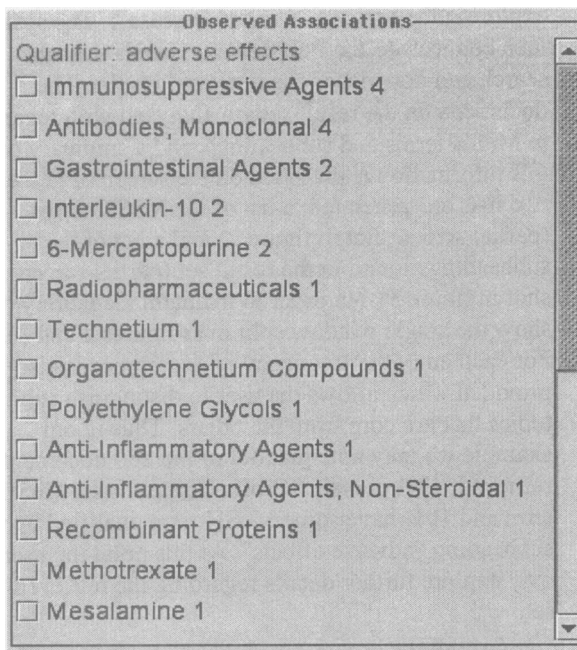 Observed Associations
Qualifier: adverse effects
Immunosuppressive Agents 4
Antibodies, Monoclonal 4
Gastrointestinal Agents 2
Interleukin-10 2
6-Mercaptopurine 2
Radiopharmaceuticals 1
Technetium 1
Organotechnetium Compounds 1
Polyethylene Glycols 1
Anti-Inflammatory Agents 1
Anti-Inflammatory Agents, Non-Steroidal 1
Recombinant Proteins 1
Methotrexate 1
Mesalamine 1